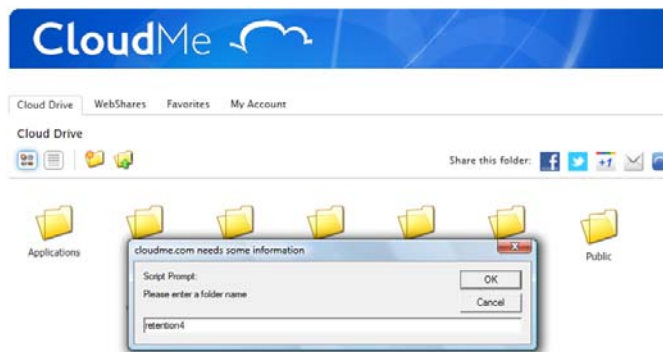 CloudMe
Cloud Drive WebShares Favorites My Account
Cloud Drive
Share this folder: f +1
Applications
Public
cloudme.com needs some information
Script Prompt:
Please enter a folder name
OK
Cancel
retention4